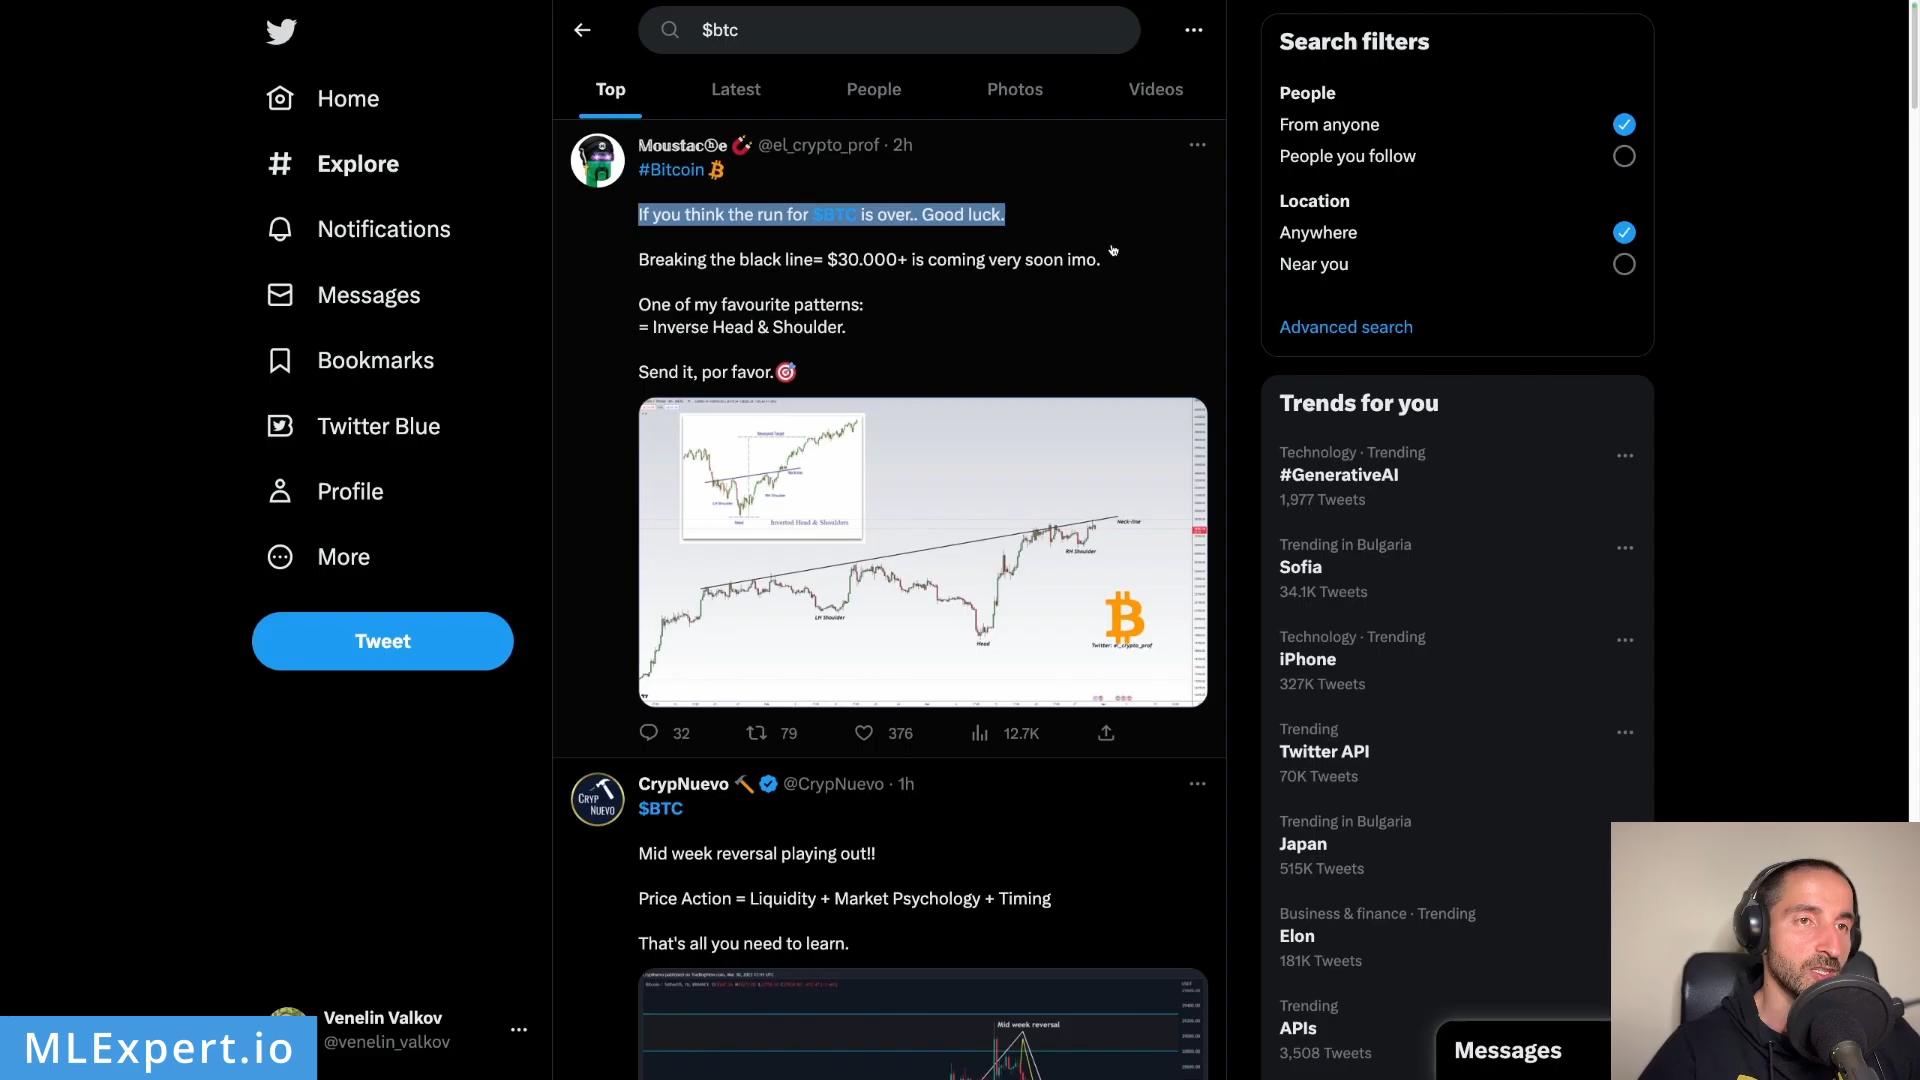 Home
Explore
Notifications
Messages
Bookmarks
Twitter Blue
Profile
More
Tweet
Venelin Valkov
@venelin_valkov
MLExpert.io
$btc
Top
Latest
People
Photos
Videos
Moustacⓗe @el_crypto_prof · 2h
#Bitcoin
If you think the run for $BTC is over.. Good luck.
Breaking the black line= $30.000+ is coming very soon imo.
One of my favourite patterns:
= Inverse Head & Shoulder.
Send it, por favor.
Neck-line
RH Shoulder
LH Shoulder
Head
Inverted Head & Shoulders
Twitter: el_crypto_prof
32
79
376
12.7K
CrypNuevo @CrypNuevo · 1h
CRYP
NUEVO
$BTC
Mid week reversal playing out!!
Price Action = Liquidity + Market Psychology + Timing
That's all you need to learn.
Mid week reversal
Search filters
People
From anyone
People you follow
Location
Anywhere
Near you
Advanced search
Trends for you
Technology · Trending
#GenerativeAI
1,977 Tweets
Trending in Bulgaria
Sofia
34.1K Tweets
Technology · Trending
iPhone
327K Tweets
Trending
Twitter API
70K Tweets
Trending in Bulgaria
Japan
515K Tweets
Business & finance · Trending
Elon
181K Tweets
Trending
APIs
3,508 Tweets
Messages